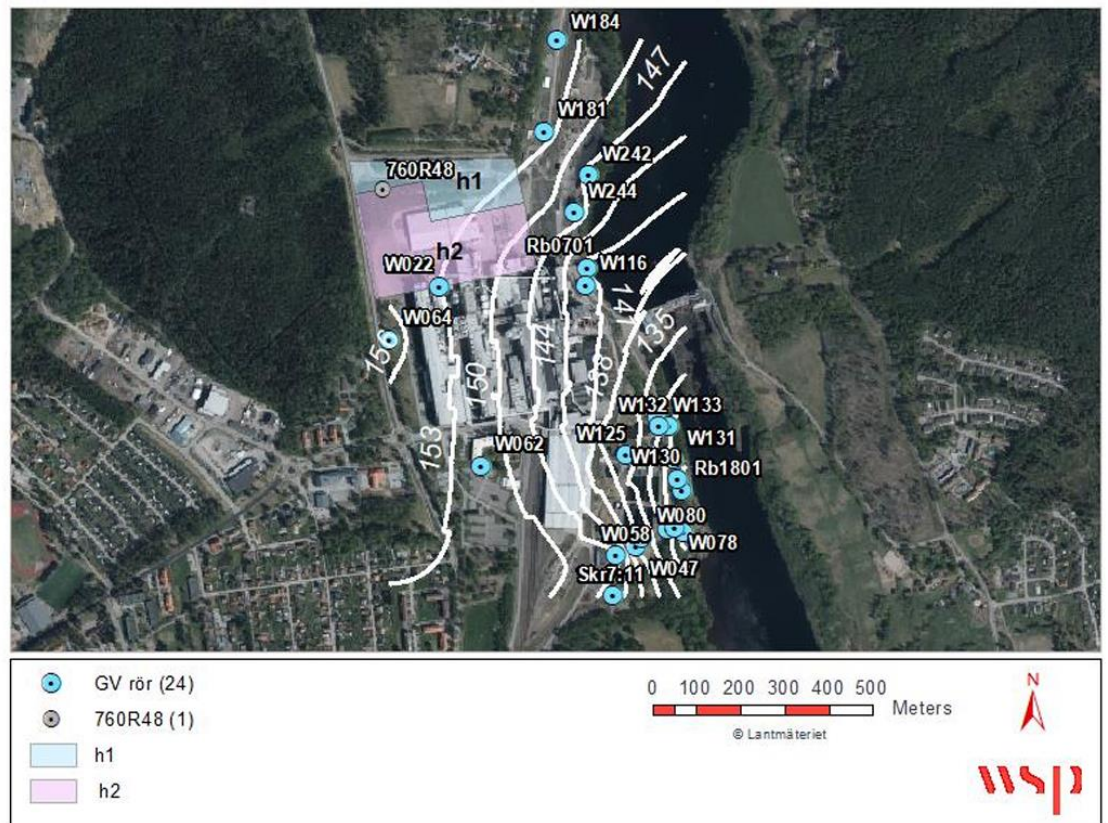 W184
147
W181
W242
760R48
h1
W244
Rb0701
h2
W022
W116
141
W064
135
156
144
150
138
W132
W133
W125
W131
153
W062
W130
Rb1801
W080
W058
W078
Skr7:11
W047
GV rör (24)
760R48 (1)
h1
h2
0 100 200 300 400 500
Meters
© Lantmäteriet
N
wsp